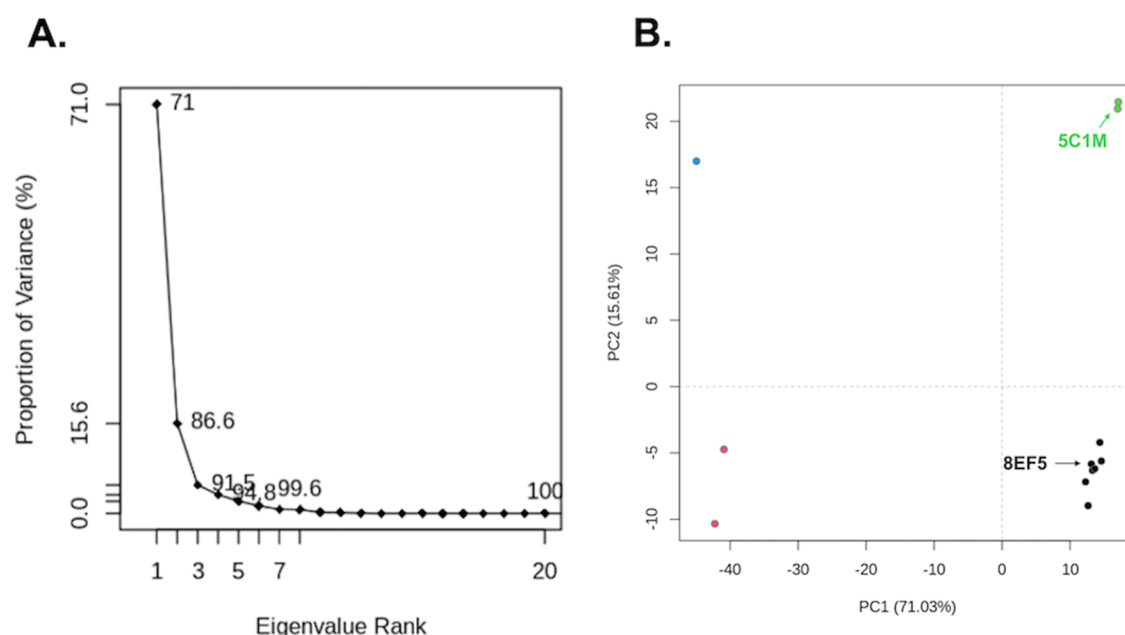 A.
B.
71.0
15.6
0.0
Proportion of Variance (%)
71
86.6
91.5
94.8
99.6
100
1 3 5 7 20
Eigenvalue Rank
20
15
10
5
0
-5
-10
PC2 (15.61%)
5C1M
8EF5
-40 -30 -20 -10 0 10
PC1 (71.03%)